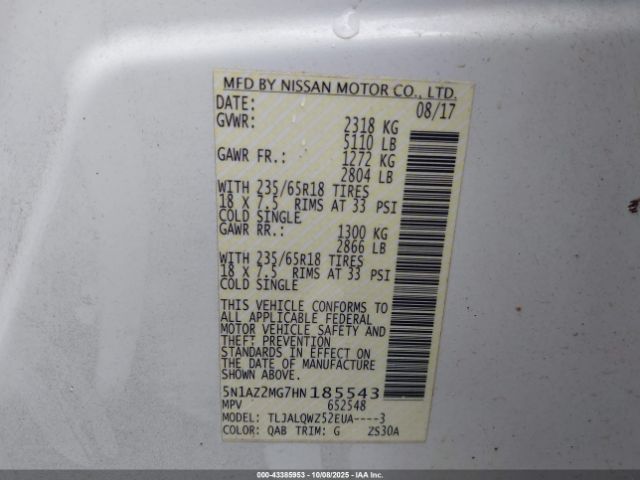 MFD BY NISSAN MOTOR CO., LTD.
DATE: 08/17
GVWR: 2318 KG
5110 LB
GAWR FR.: 1272 KG
2804 LB
WITH 235/65R18 TIRES
18 X 7.5 RIMS AT 33 PSI
COLD SINGLE
GAWR RR.: 1300 KG
2866 LB
WITH 235/65R18 TIRES
18 X 7.5 RIMS AT 33 PSI
COLD SINGLE
THIS VEHICLE CONFORMS TO
ALL APPLICABLE FEDERAL
MOTOR VEHICLE SAFETY AND
THEFT PREVENTION
STANDARDS IN EFFECT ON
THE DATE OF MANUFACTURE
SHOWN ABOVE.
5N1AZ2MG7HN185543
MPV 652548
MODEL: TLJALQWZ52EUA----3
COLOR: QAB TRIM: G ZS30A
000-43385953 | 10/08/2025 | IAA Inc.